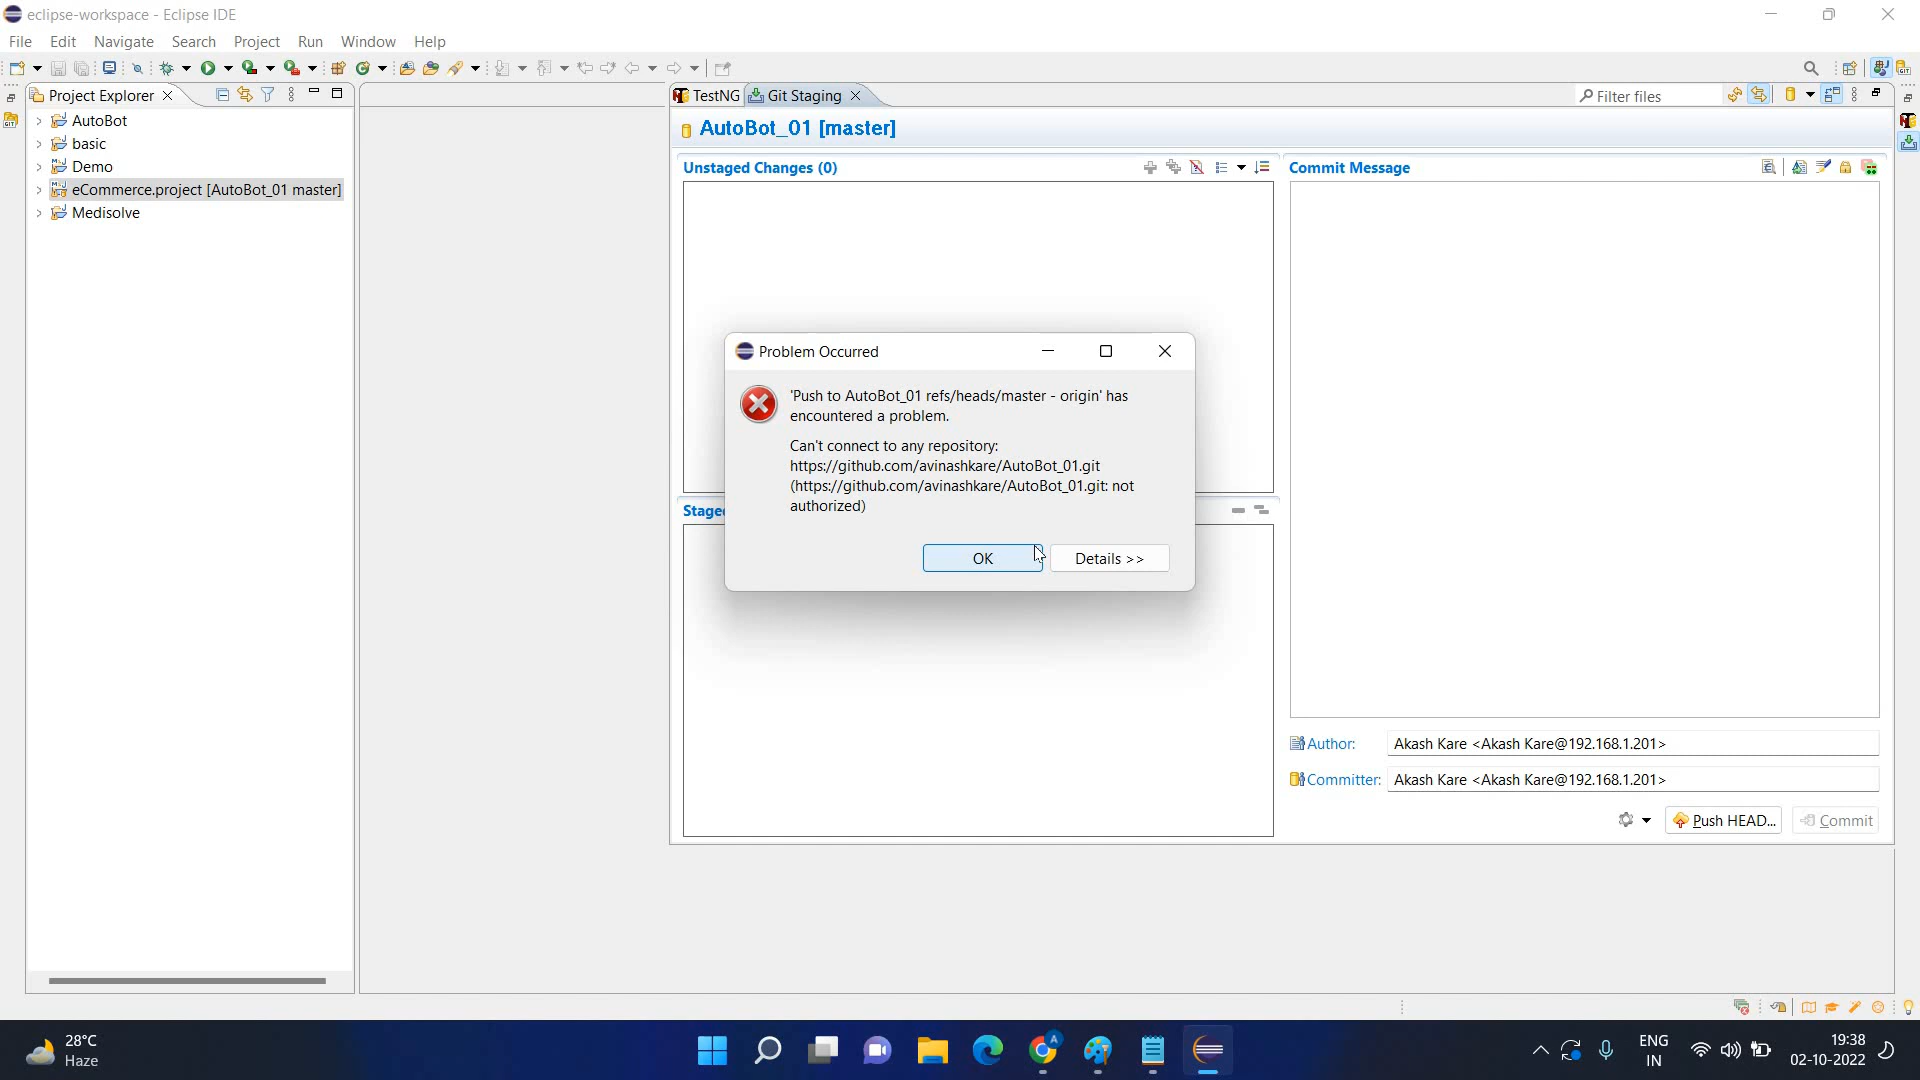 eclipse-workspace - Eclipse IDE
File Edit Navigate Search Project Run Window Help
Project Explorer
AutoBot
basic
Demo
eCommerce.project [AutoBot_01 master]
Medisolve
TestNG
Git Staging
Filter files
AutoBot_01 [master]
Unstaged Changes (0)
Commit Message
Problem Occurred
'Push to AutoBot_01 refs/heads/master - origin' has
encountered a problem.
Can't connect to any repository:
https://github.com/avinashkare/AutoBot_01.git
(https://github.com/avinashkare/AutoBot_01.git: not
authorized)
OK
Details >>
Author:
Akash Kare <Akash Kare@192.168.1.201>
Committer:
Akash Kare <Akash Kare@192.168.1.201>
Push HEAD...
Commit
28°C
Haze
ENG
IN
19:38
02-10-2022